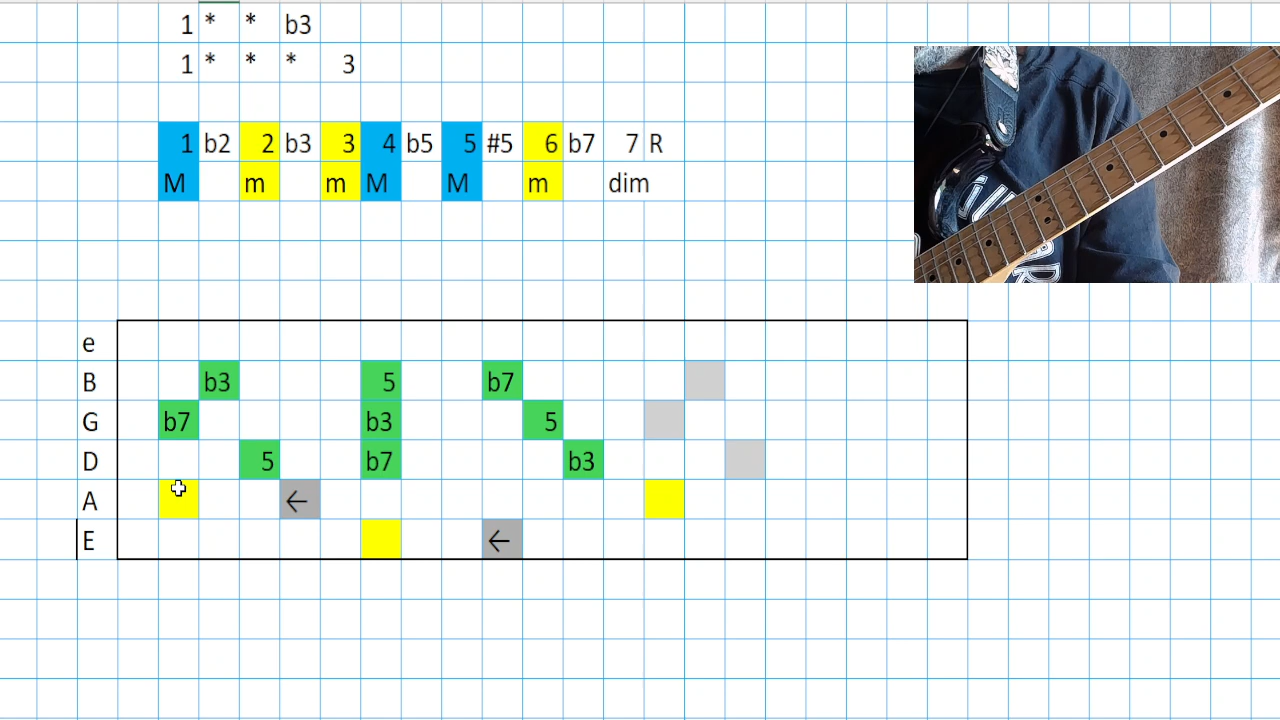 1 * * b3
1 * * * 3
1 b2 2 b3 3 4 b5 5 #5 6 b7 7 R
M m m M M m dim
e
B b3 5 b7
G b7 b3 5
D 5 b7 b3
A ←
E ←